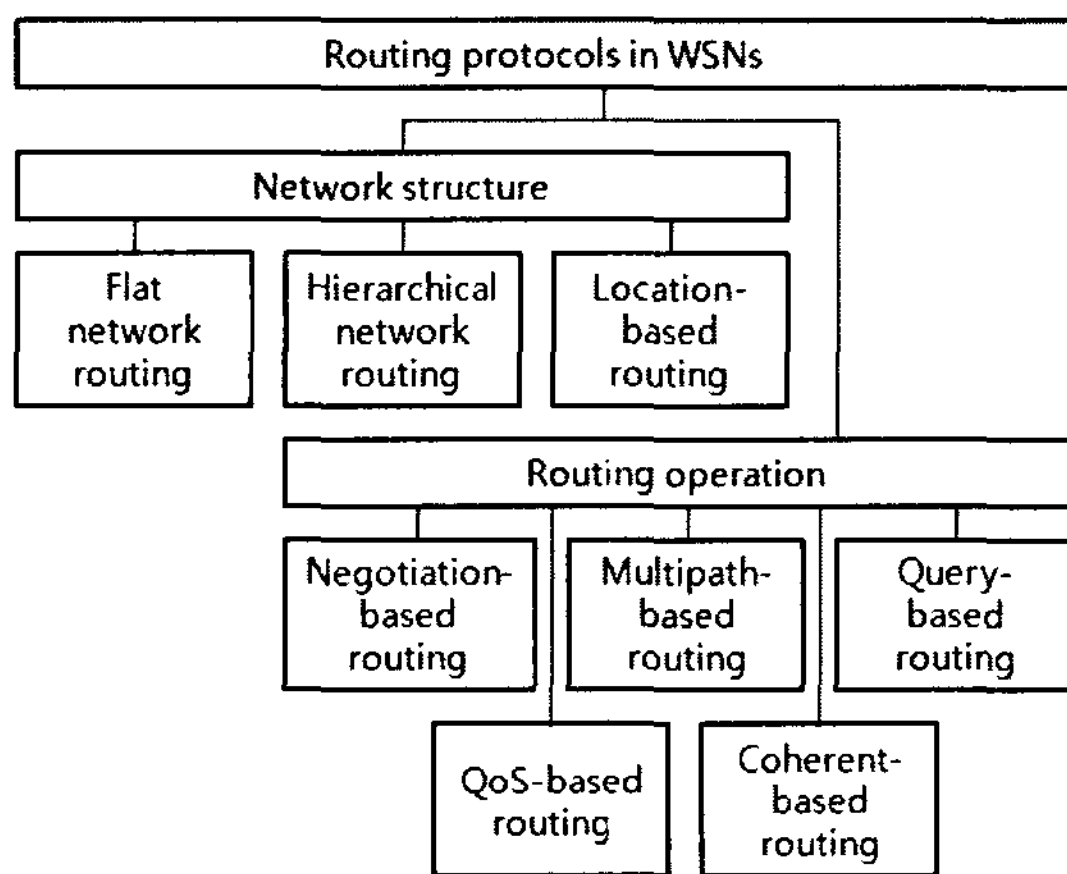 Routing protocols in WSNs
Network structure
Flat
network
routing
Hierarchical
network
routing
Location-
based
routing
Routing operation
Negotiation-
based
routing
Multipath-
based
routing
Query-
based
routing
QoS-based
routing
Coherent-
based
routing